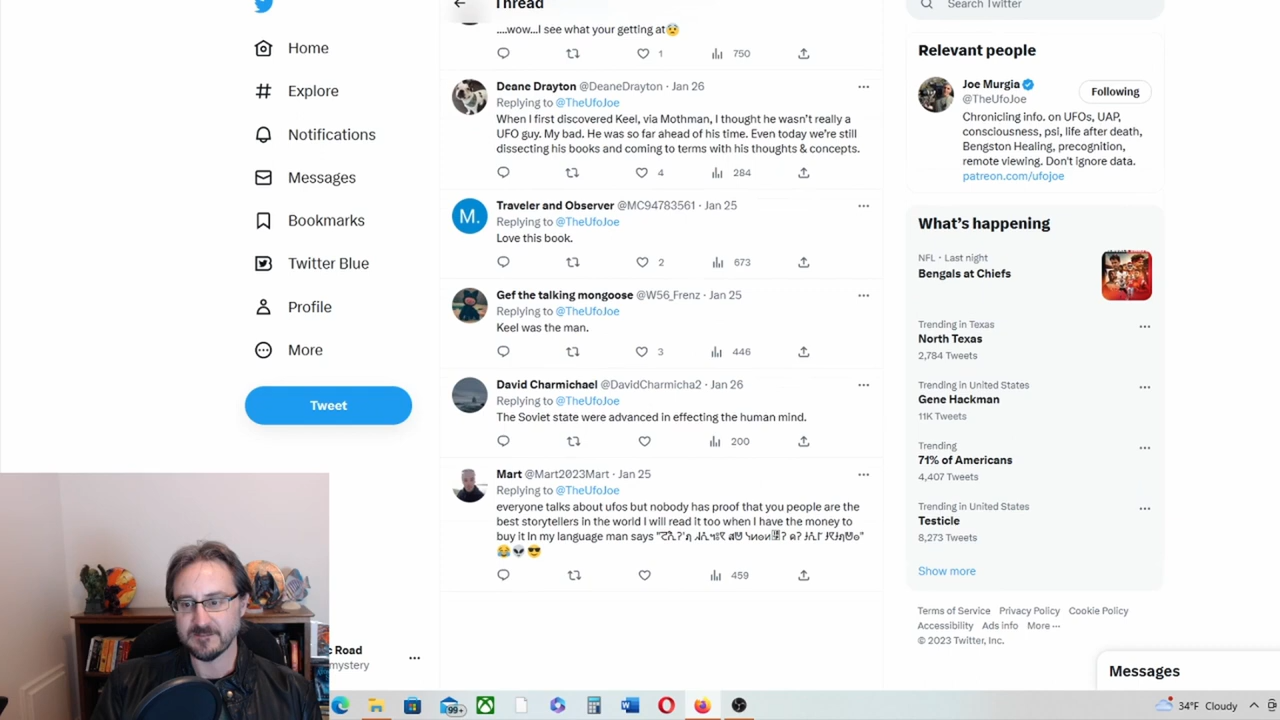 Thread
Search Twitter
....wow...I see what your getting at😨
1
750
Home
Explore
Notifications
Messages
Bookmarks
Twitter Blue
Profile
More
Tweet
Deane Drayton @DeaneDrayton · Jan 26
Replying to @TheUfoJoe
When I first discovered Keel, via Mothman, I thought he wasn't really a
UFO guy. My bad. He was so far ahead of his time. Even today we're still
dissecting his books and coming to terms with his thoughts & concepts.
4
284
M.
Traveler and Observer @MC94783561 · Jan 25
Replying to @TheUfoJoe
Love this book.
2
673
Gef the talking mongoose @W56_Frenz · Jan 25
Replying to @TheUfoJoe
Keel was the man.
3
446
David Charmichael @DavidCharmicha2 · Jan 26
Replying to @TheUfoJoe
The Soviet state were advanced in effecting the human mind.
200
Mart @Mart2023Mart · Jan 25
Replying to @TheUfoJoe
everyone talks about ufos but nobody has proof that you people are the
best storytellers in the world I will read it too when I have the money to
buy it In my language man says
😂👽😎
459
Relevant people
Joe Murgia
@TheUfoJoe
Following
Chronicling info. on UFOs, UAP,
consciousness, psi, life after death,
Bengston Healing, precognition,
remote viewing. Don't ignore data.
patreon.com/ufojoe
What's happening
NFL · Last night
Bengals at Chiefs
Trending in Texas
North Texas
2,784 Tweets
Trending in United States
Gene Hackman
11K Tweets
Trending
71% of Americans
4,407 Tweets
Trending in United States
Testicle
8,273 Tweets
Show more
Terms of Service Privacy Policy Cookie Policy
Accessibility Ads info More ···
© 2023 Twitter, Inc.
c Road
mystery
Messages
99+
34°F Cloudy